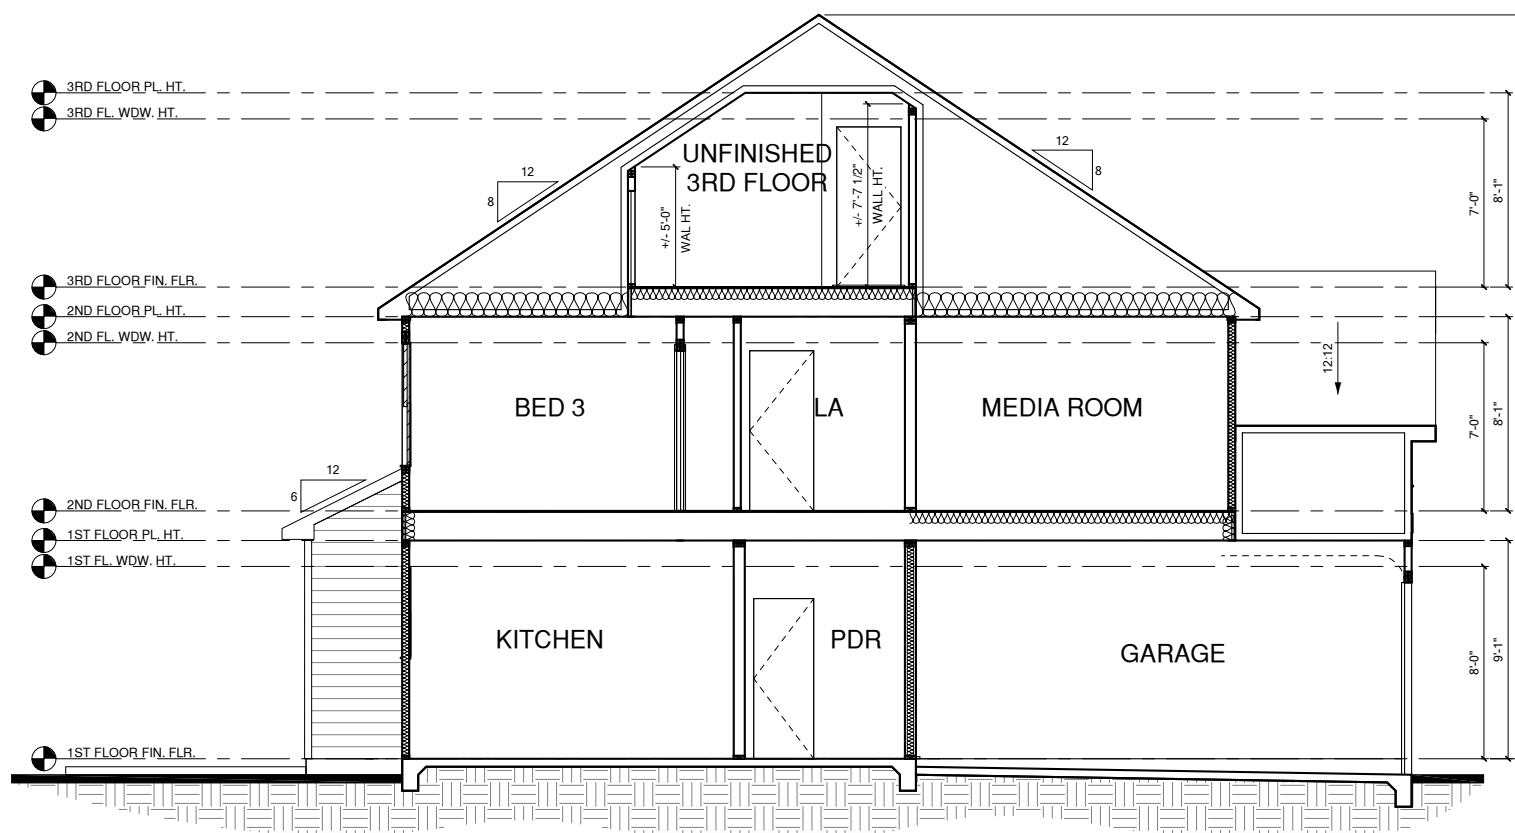 3RD FLOOR PL. HT.
3RD FL. WDW. HT.
12
8
UNFINISHED
3RD FLOOR
+/- 5'-0"
WAL HT.
+/- 7'-7 1/2"
WALL HT.
12
8
7'-0"
8'-1"
3RD FLOOR FIN. FLR.
2ND FLOOR PL. HT.
2ND FL. WDW. HT.
BED 3
LA
MEDIA ROOM
12:12
7'-0"
8'-1"
12
6
2ND FLOOR FIN. FLR.
1ST FLOOR PL. HT.
1ST FL. WDW. HT.
KITCHEN
PDR
GARAGE
8'-0"
9'-1"
1ST FLOOR FIN. FLR.